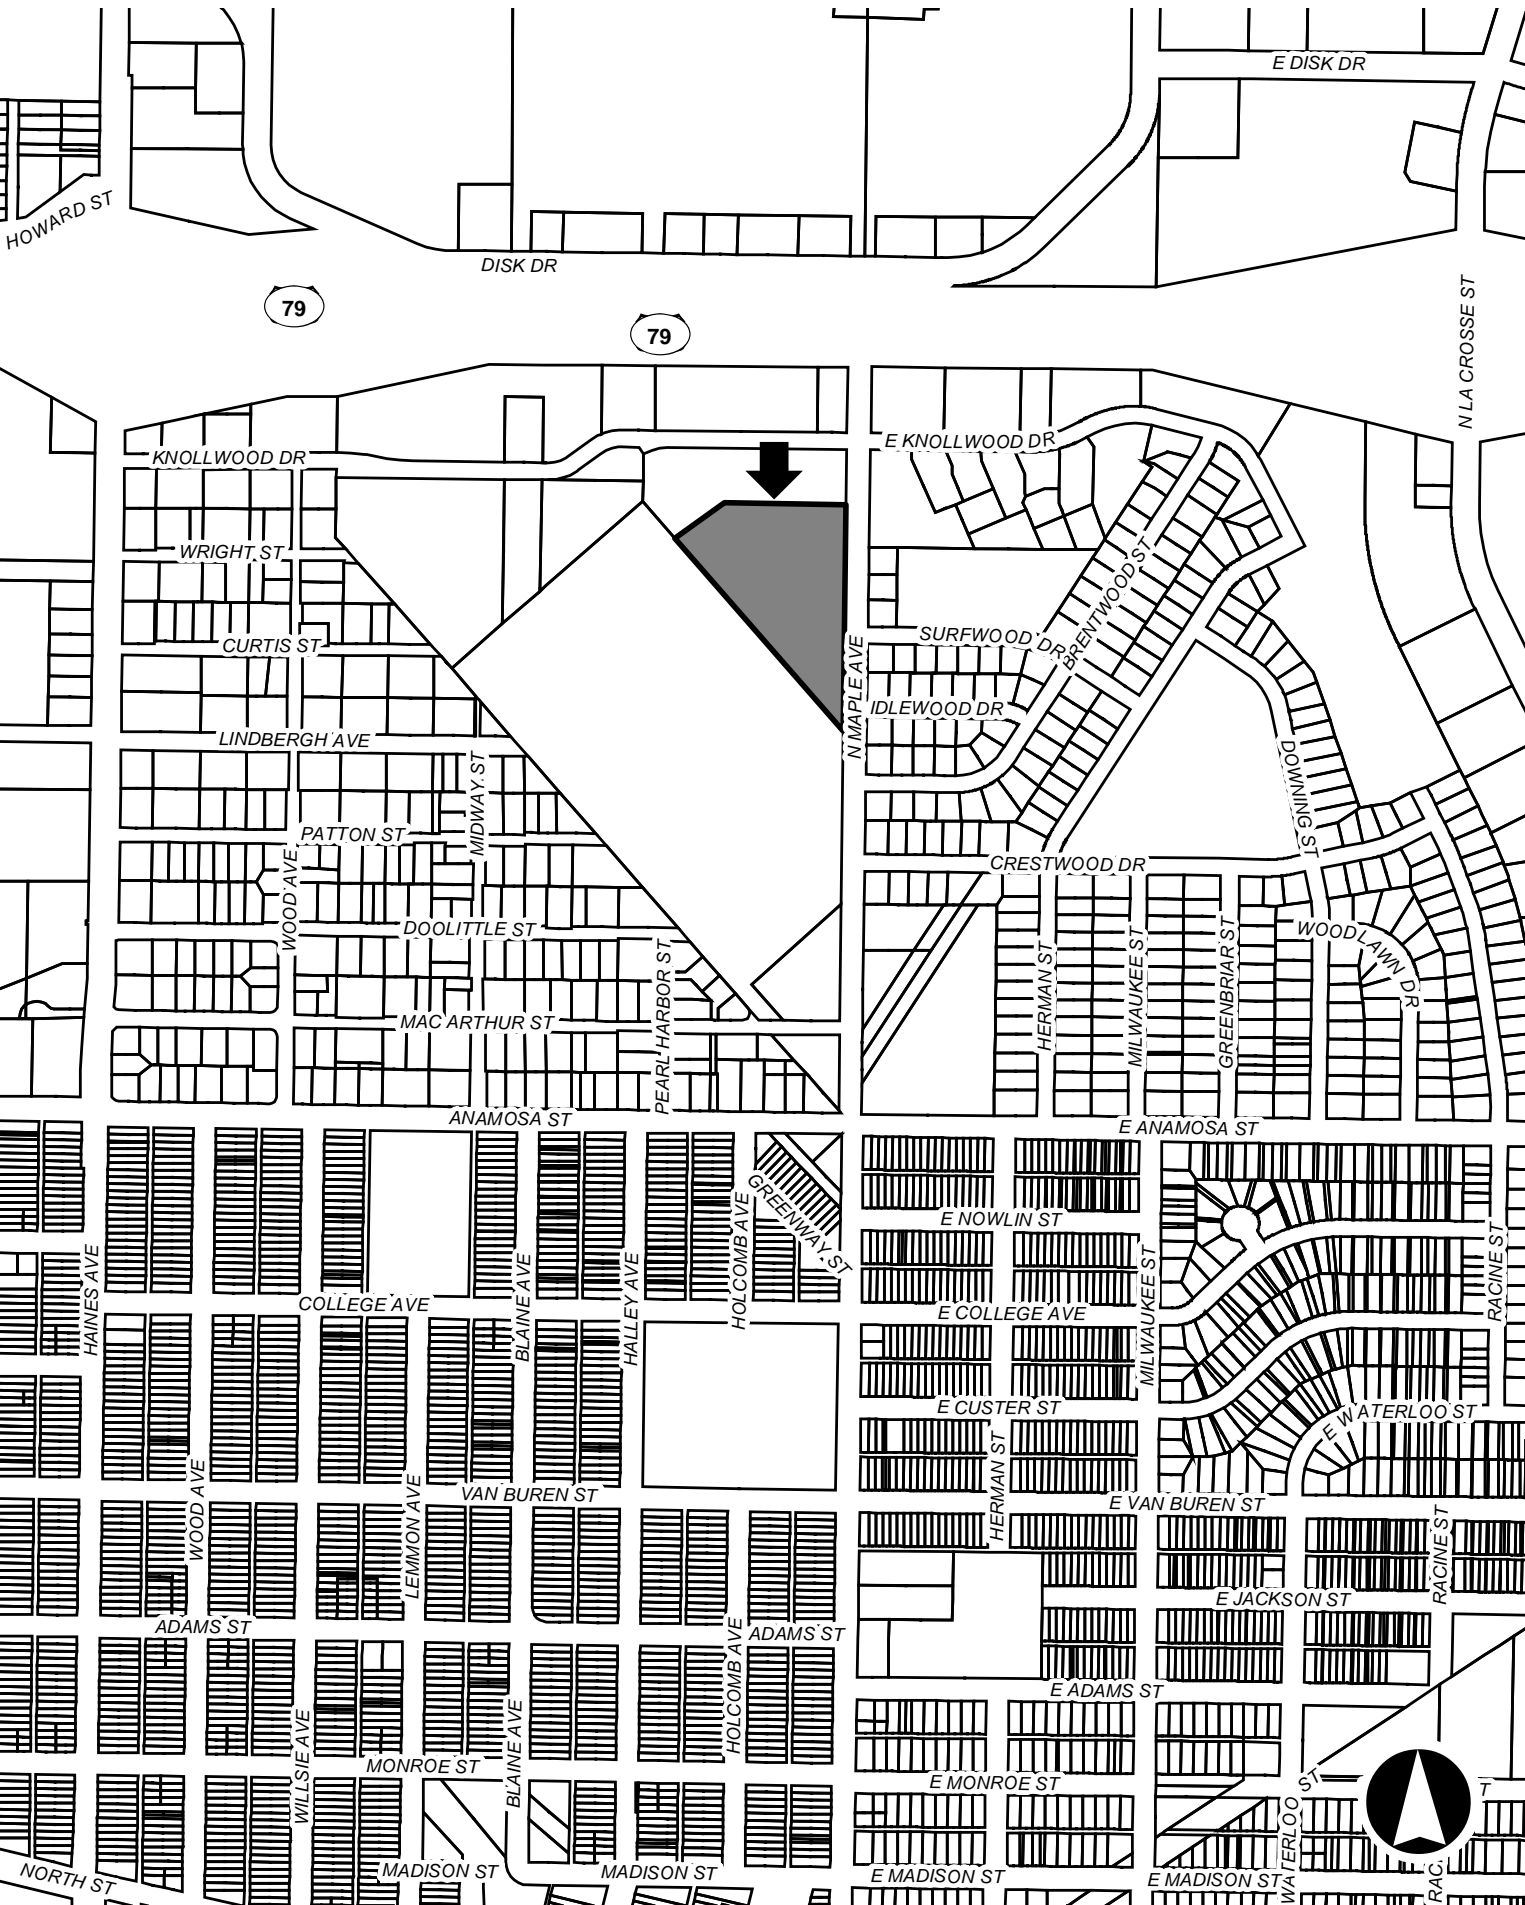 E DISK DR
HOWARD ST
DISK DR
79
79
N LA CROSSE ST
E KNOLLWOOD DR
KNOLLWOOD DR
WRIGHT ST
BRENTWOOD ST
SURFWOOD DR
CURTIS ST
N MAPLE AVE
IDLEWOOD DR
LINDBERGH AVE
MIDWAY ST
DOWNING ST
PATTON ST
CRESTWOOD DR
WOOD AVE
DOOLITTLE ST
WOODLAWN DR
PEARL HARBOR ST
HERMAN ST
MILWAUKEE ST
GREENBRIAR ST
MAC ARTHUR ST
ANAMOSA ST
E ANAMOSA ST
GREENWAY ST
E NOWLIN ST
HAINES AVE
BLAINE AVE
HALLEY AVE
HOLCOMB AVE
MILWAUKEE ST
RACINE ST
COLLEGE AVE
E COLLEGE AVE
E CUSTER ST
E WATERLOO ST
HERMAN ST
WOOD AVE
LEMMON AVE
VAN BUREN ST
E VAN BUREN ST
RACINE ST
E JACKSON ST
ADAMS ST
HOLCOMB AVE
ADAMS ST
E ADAMS ST
WILLSIE AVE
BLAINE AVE
MONROE ST
E MONROE ST
WATERLOO ST
T
NORTH ST
MADISON ST
MADISON ST
E MADISON ST
E MADISON ST
RAC